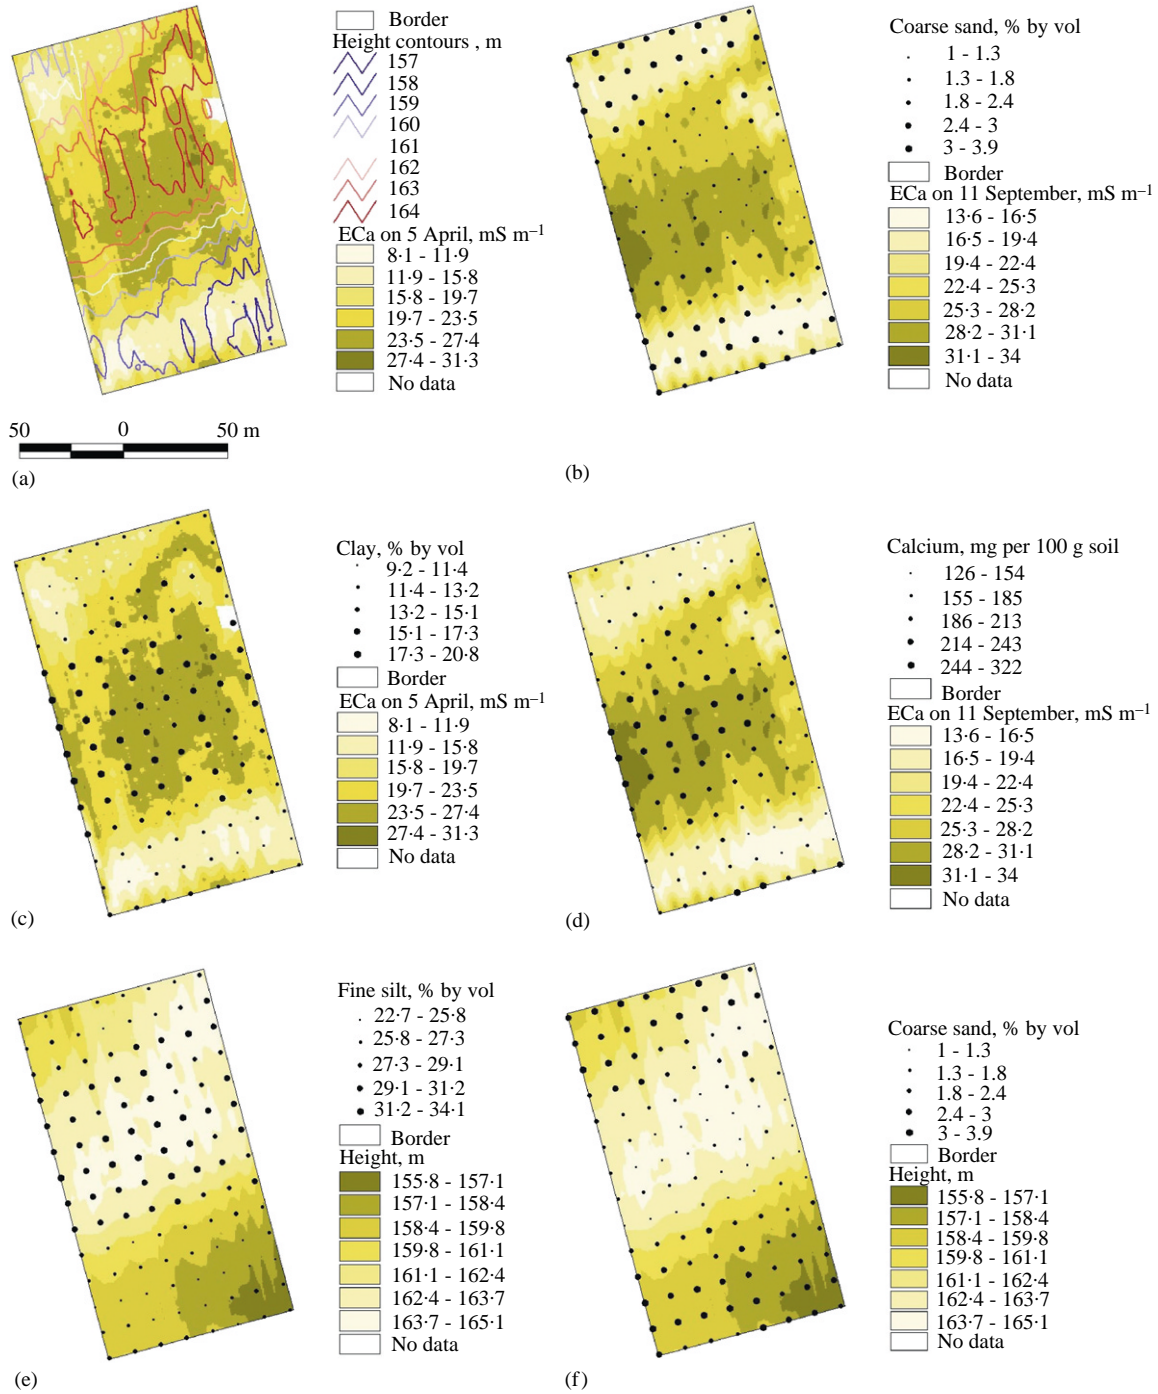 Border
Height contours , m
157
158
159
160
161
162
163
164
ECa on 5 April, mS m⁻¹
8·1 - 11·9
11·9 - 15·8
15·8 - 19·7
19·7 - 23·5
23·5 - 27·4
27·4 - 31·3
No data
50 0 50 m
(a)
Coarse sand, % by vol
1 - 1·3
1·3 - 1·8
1·8 - 2·4
2·4 - 3
3 - 3·9
Border
ECa on 11 September, mS m⁻¹
13·6 - 16·5
16·5 - 19·4
19·4 - 22·4
22·4 - 25·3
25·3 - 28·2
28·2 - 31·1
31·1 - 34
No data
(b)
Clay, % by vol
9·2 - 11·4
11·4 - 13·2
13·2 - 15·1
15·1 - 17·3
17·3 - 20·8
Border
ECa on 5 April, mS m⁻¹
8·1 - 11·9
11·9 - 15·8
15·8 - 19·7
19·7 - 23·5
23·5 - 27·4
27·4 - 31·3
No data
(c)
Calcium, mg per 100 g soil
126 - 154
155 - 185
186 - 213
214 - 243
244 - 322
Border
ECa on 11 September, mS m⁻¹
13·6 - 16·5
16·5 - 19·4
19·4 - 22·4
22·4 - 25·3
25·3 - 28·2
28·2 - 31·1
31·1 - 34
No data
(d)
Fine silt, % by vol
22·7 - 25·8
25·8 - 27·3
27·3 - 29·1
29·1 - 31·2
31·2 - 34·1
Border
Height, m
155·8 - 157·1
157·1 - 158·4
158·4 - 159·8
159·8 - 161·1
161·1 - 162·4
162·4 - 163·7
163·7 - 165·1
No data
(e)
Coarse sand, % by vol
1 - 1·3
1·3 - 1·8
1·8 - 2·4
2·4 - 3
3 - 3·9
Border
Height, m
155·8 - 157·1
157·1 - 158·4
158·4 - 159·8
159·8 - 161·1
161·1 - 162·4
162·4 - 163·7
163·7 - 165·1
No data
(f)